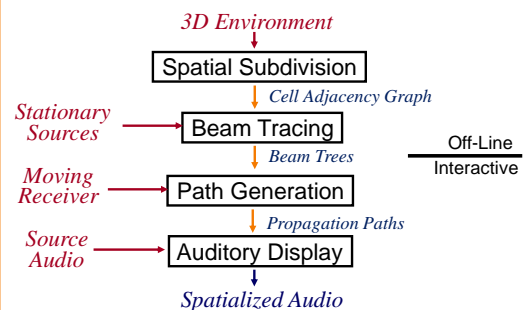 3D Environment
Spatial Subdivision
Cell Adjacency Graph
Stationary
Sources
Beam Tracing
Off-Line
Interactive
Beam Trees
Moving
Receiver
Path Generation
Propagation Paths
Source
Audio
Auditory Display
Spatialized Audio